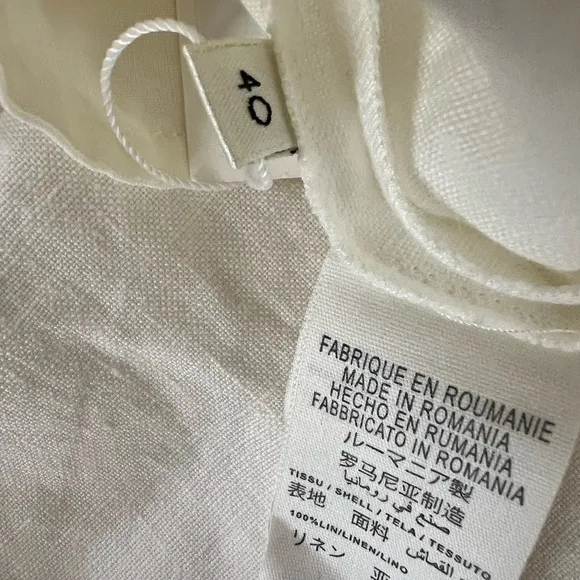 40
FABRIQUE EN ROUMANIE
MADE IN ROMANIA
HECHO EN RUMANIA
FABBRICATO IN ROMANIA
ルーマニア製
罗马尼亚制造
صنع في رومانيا
TISSU / SHELL / TELA / TESSUTO
表地 面料 القماش
100%LIN/LINEN/LINO
リネン 亚